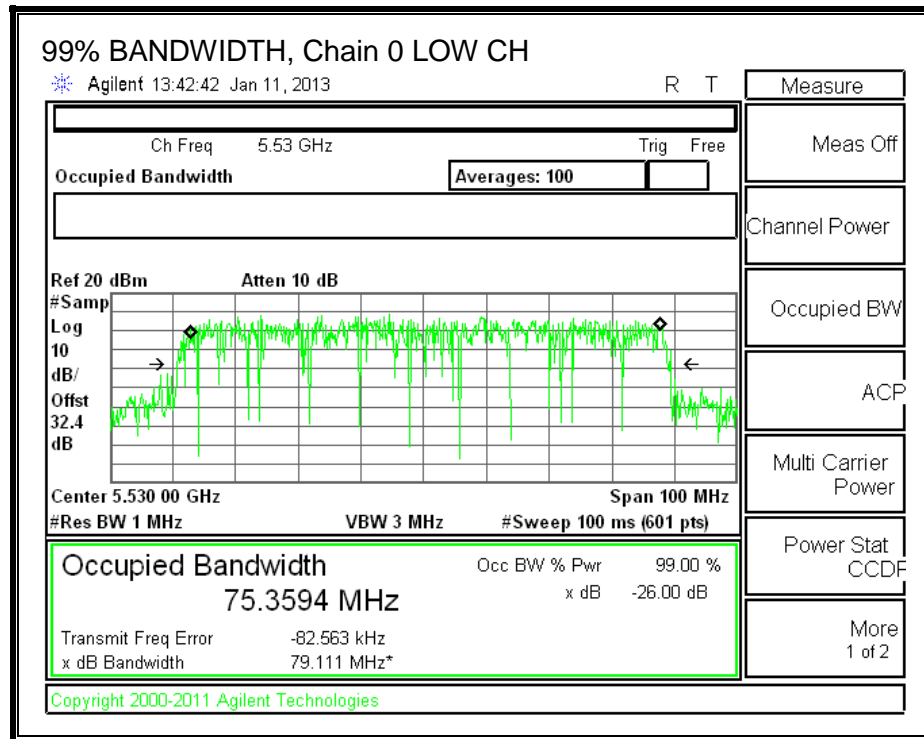 99% BANDWIDTH, Chain 0 LOW CH
Agilent 13:42:42 Jan 11, 2013 R T
Measure
Ch Freq 5.53 GHz Trig Free
Occupied Bandwidth Averages: 100
Ref 20 dBm Atten 10 dB
#Samp
Log
10
dB/
Offst
32.4
dB
Center 5.530 00 GHz Span 100 MHz
#Res BW 1 MHz VBW 3 MHz #Sweep 100 ms (601 pts)
Occupied Bandwidth
75.3594 MHz
Occ BW % Pwr 99.00 %
x dB -26.00 dB
Transmit Freq Error -82.563 kHz
x dB Bandwidth 79.111 MHz*
Copyright 2000-2011 Agilent Technologies
Meas Off
Channel Power
Occupied BW
ACP
Multi Carrier
Power
Power Stat
CCDF
More
1 of 2